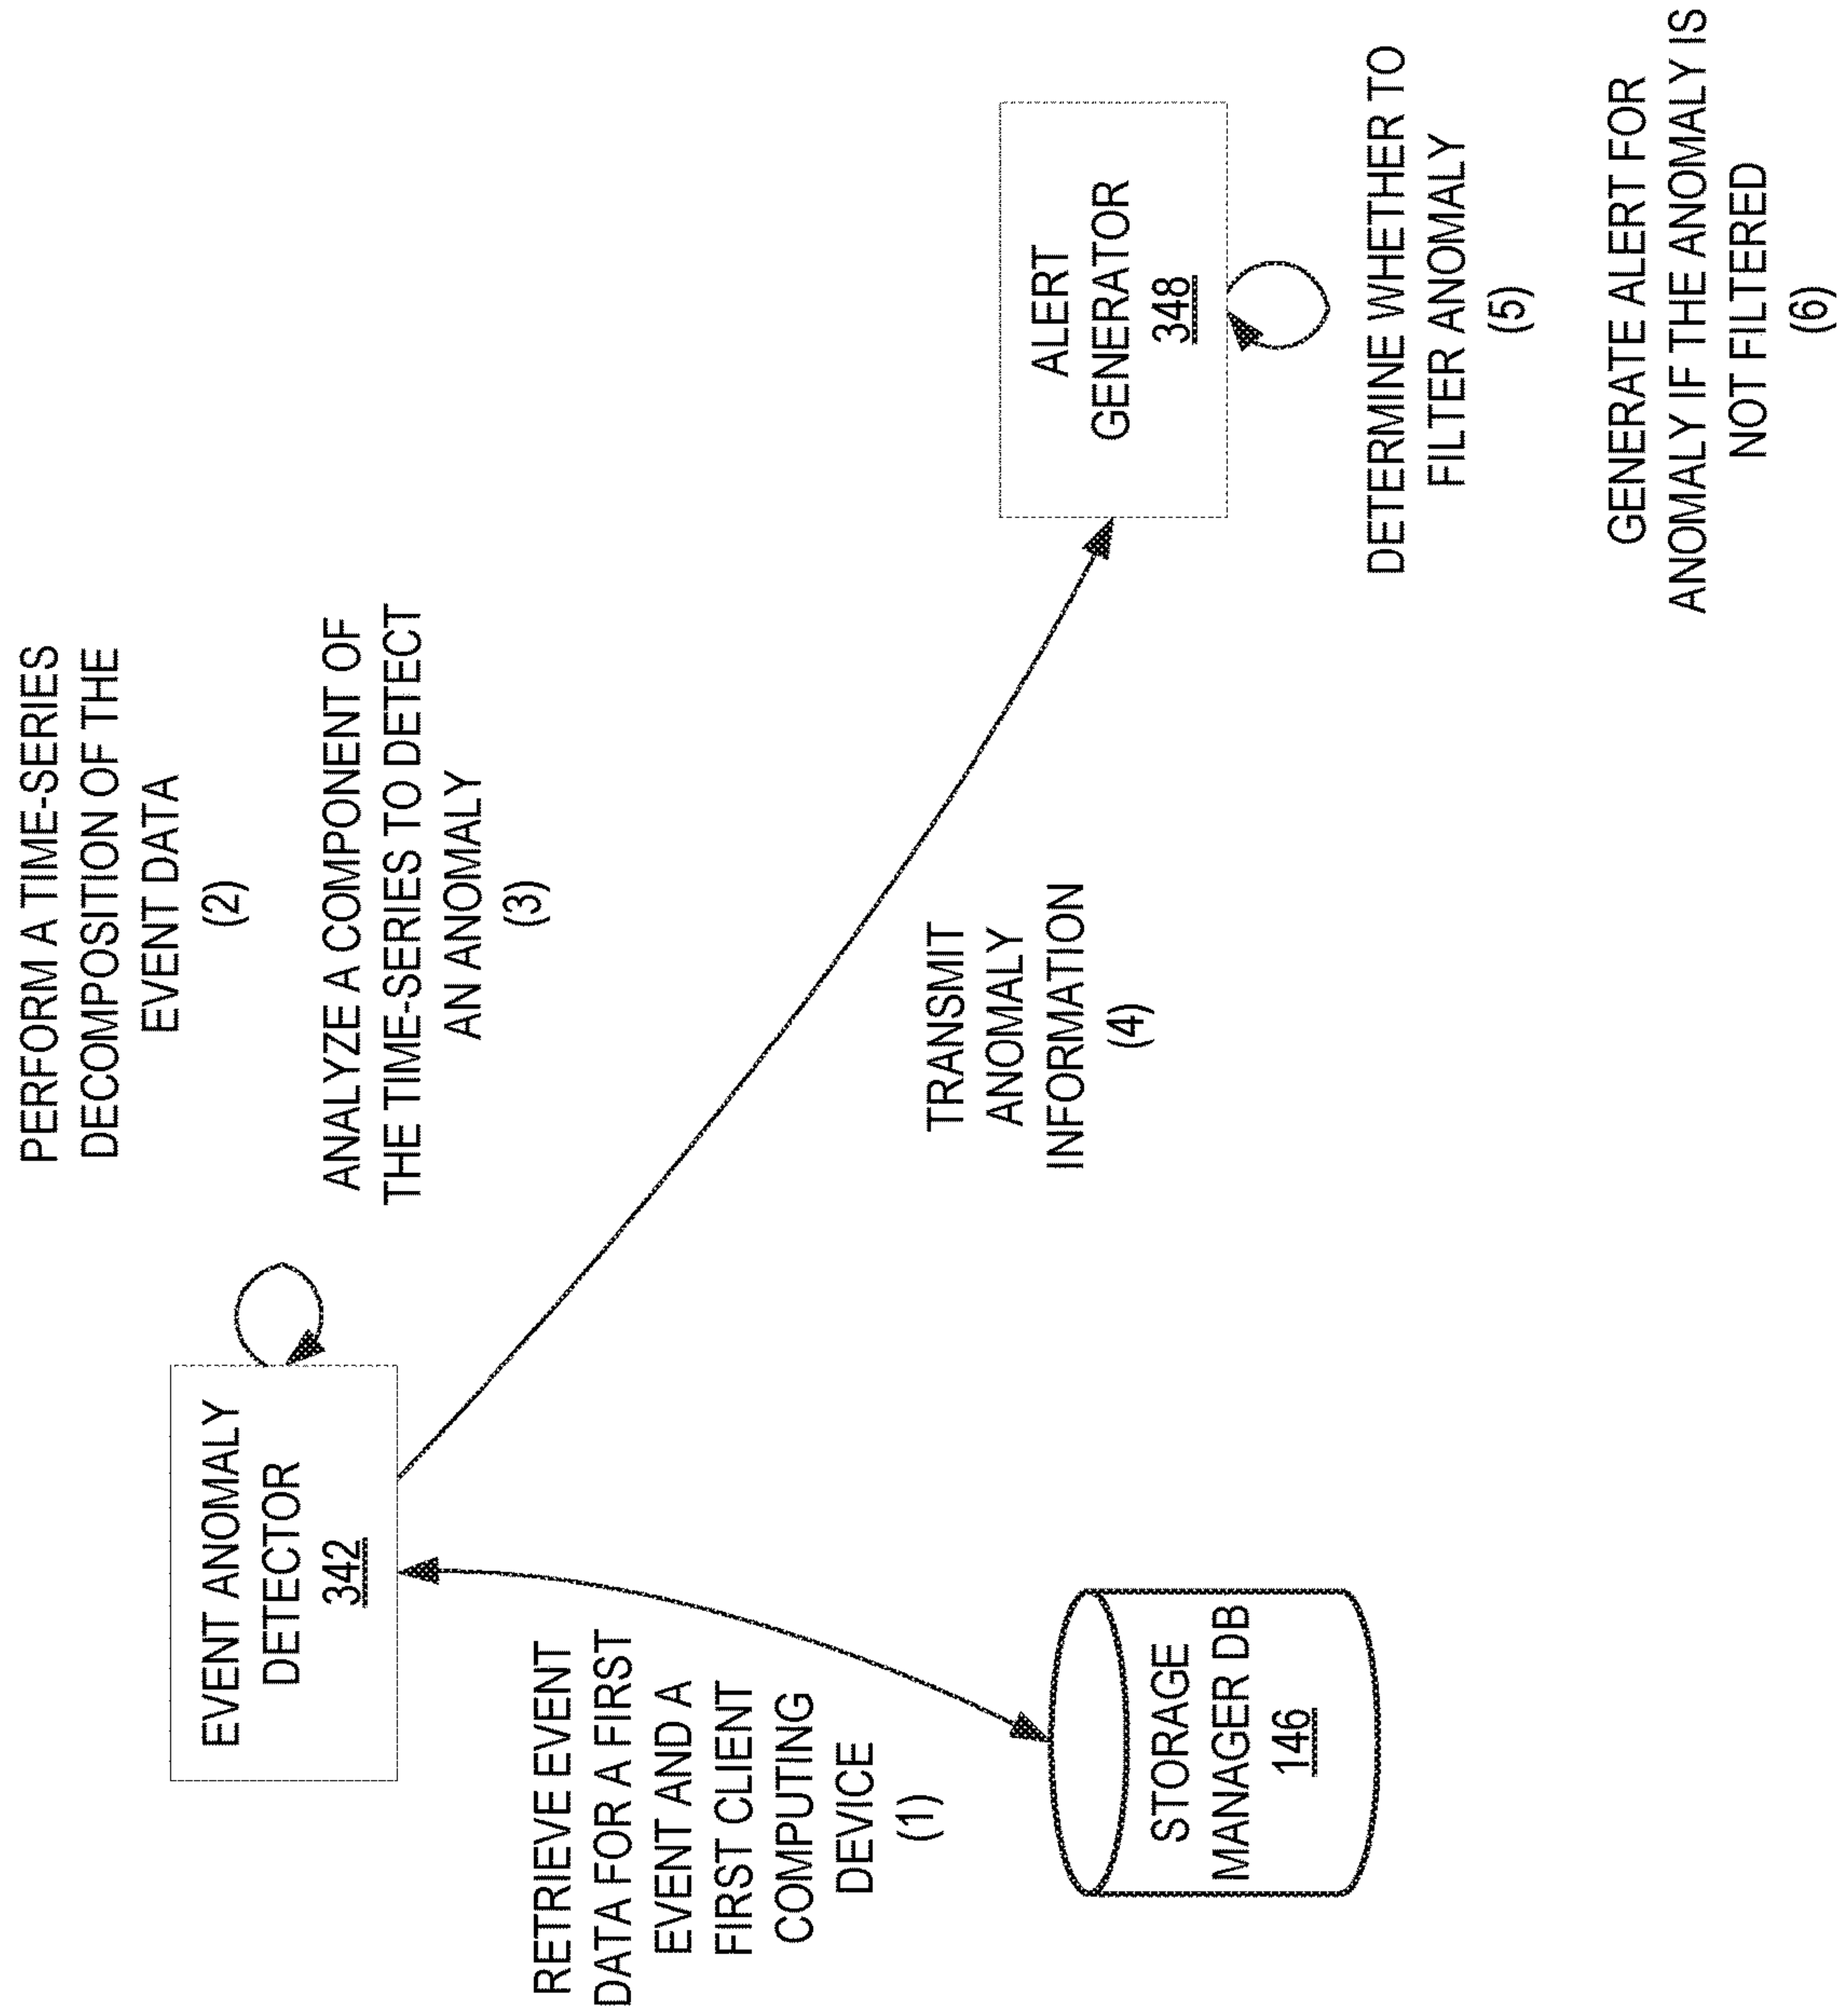 PERFORM A TIME-SERIES
DECOMPOSITION OF THE
EVENT DATA
(2)
ANALYZE A COMPONENT OF
THE TIME-SERIES TO DETECT
AN ANOMALY
(3)
EVENT ANOMALY
DETECTOR
342
RETRIEVE EVENT
DATA FOR A FIRST
EVENT AND A
FIRST CLIENT
COMPUTING
DEVICE
(1)
STORAGE
MANAGER DB
146
TRANSMIT
ANOMALY
INFORMATION
(4)
ALERT
GENERATOR
348
DETERMINE WHETHER TO
FILTER ANOMALY
(5)
GENERATE ALERT FOR
ANOMALY IF THE ANOMALY IS
NOT FILTERED
(6)